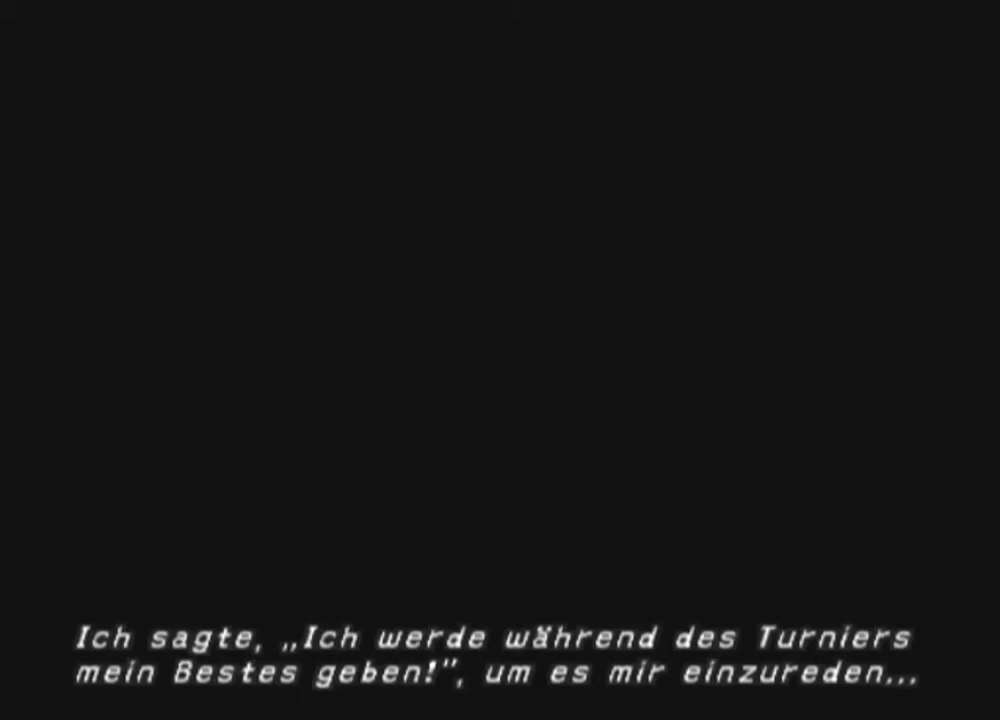 Ich sagte, „Ich werde während des Turniers
mein Bestes geben!", um es mir einzureden...